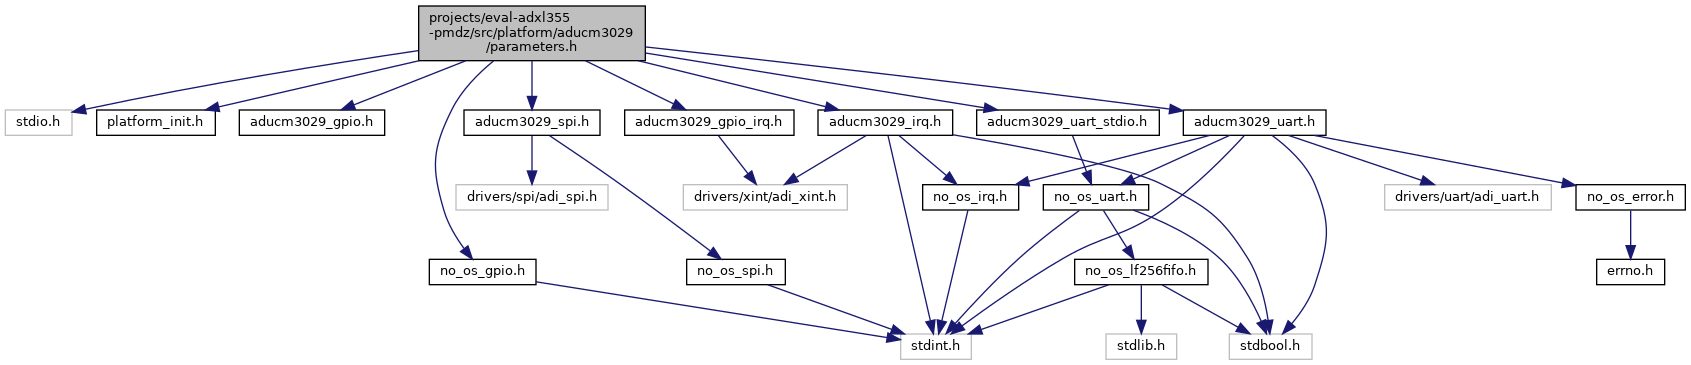 projects/eval-adxl355
-pmdz/src/platform/aducm3029
/parameters.h
stdio.h
platform_init.h
aducm3029_gpio.h
aducm3029_spi.h
aducm3029_gpio_irq.h
aducm3029_irq.h
aducm3029_uart_stdio.h
aducm3029_uart.h
drivers/spi/adi_spi.h
drivers/xint/adi_xint.h
no_os_irq.h
no_os_uart.h
drivers/uart/adi_uart.h
no_os_error.h
no_os_gpio.h
no_os_spi.h
no_os_lf256fifo.h
errno.h
stdint.h
stdlib.h
stdbool.h